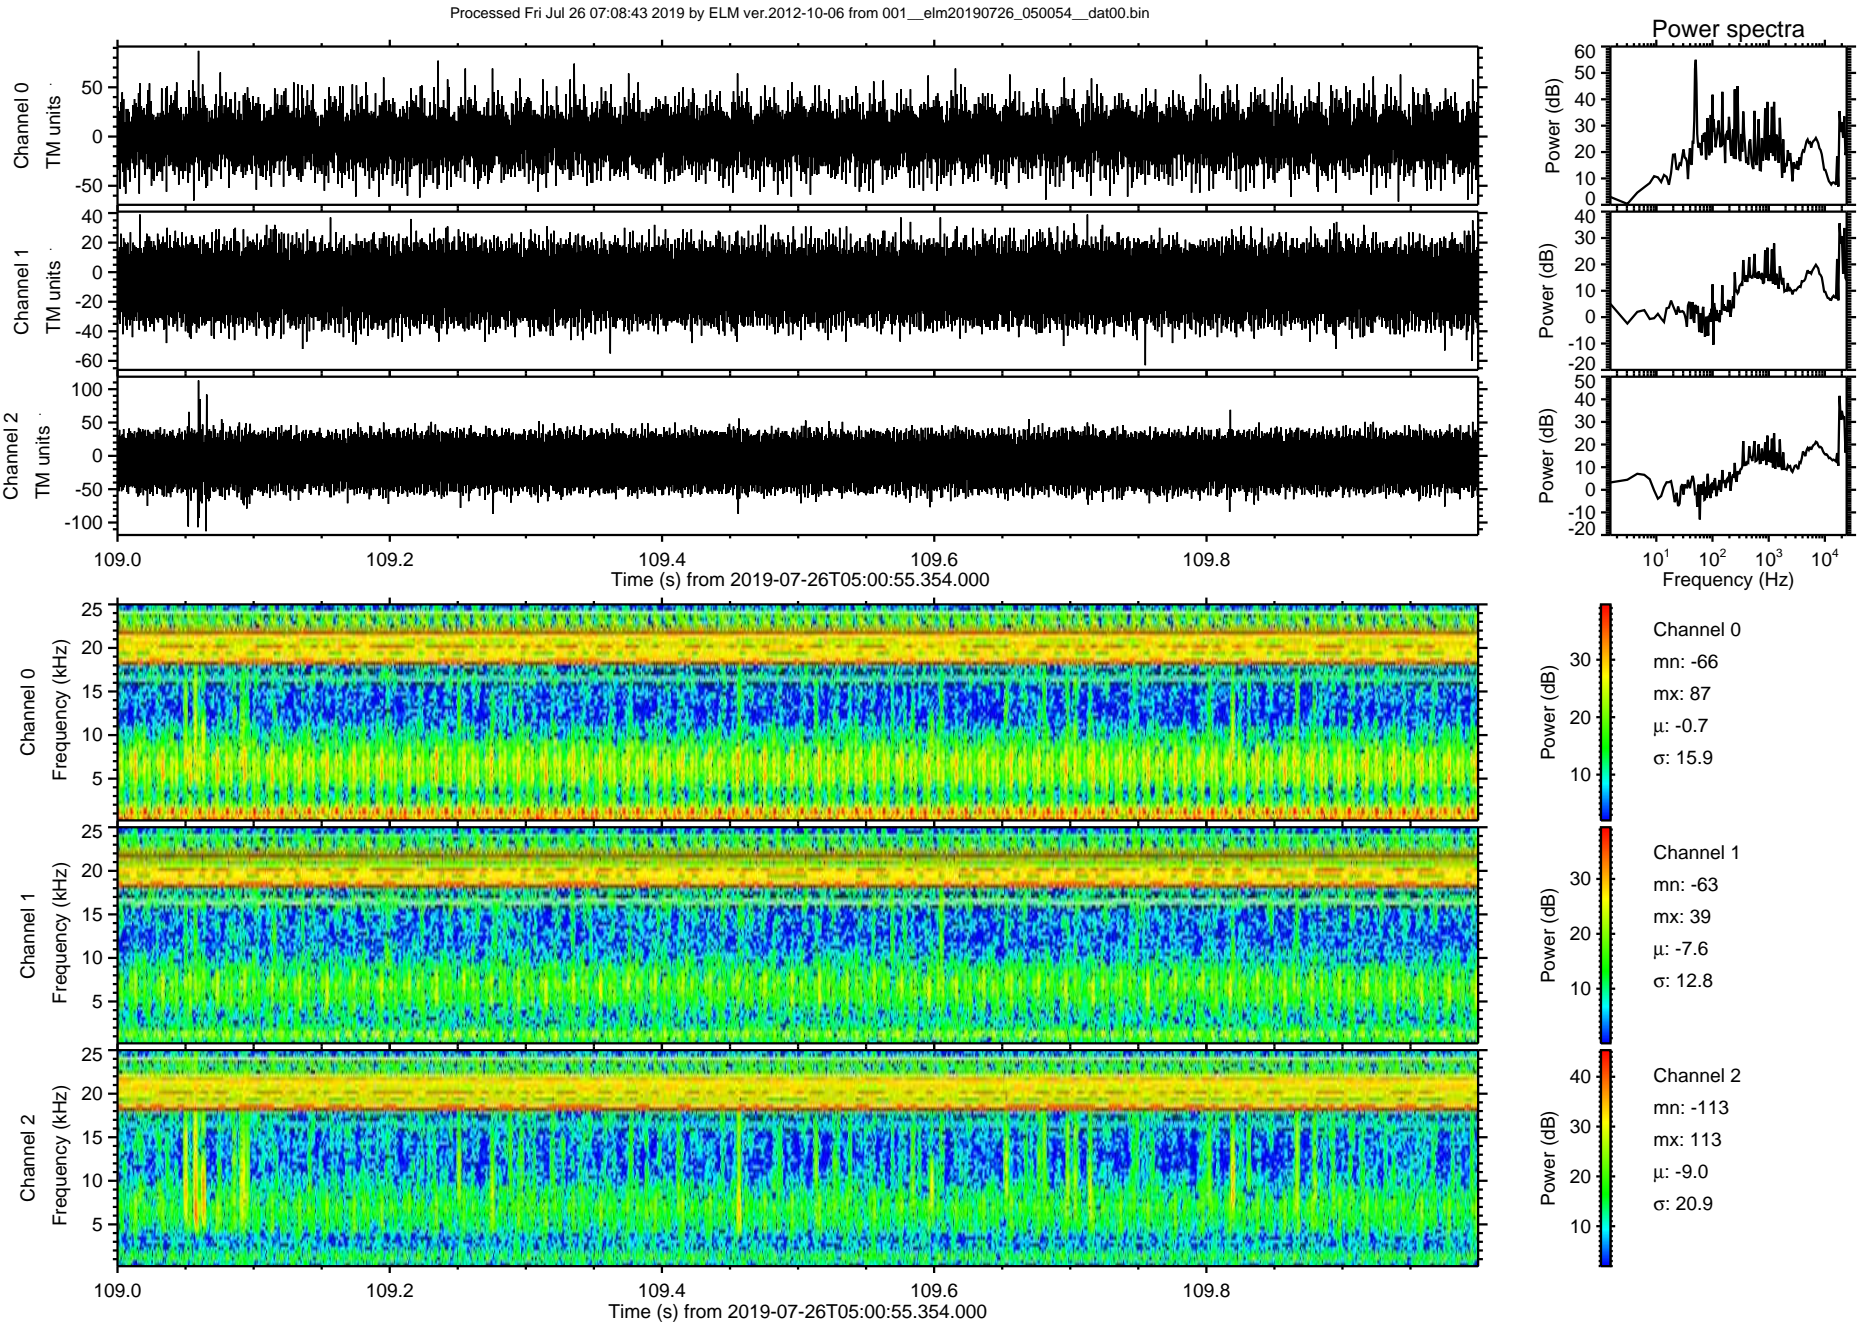 Processed Fri Jul 26 07:08:43 2019 by ELM ver.2012-10-06 from 001__elm20190726_050054__dat00.bin
Power spectra
Channel 0
TM units
50
0
-50
Power (dB)
60
50
40
30
20
10
0
Channel 1
TM units
40
20
0
-20
-40
-60
Power (dB)
40
30
20
10
0
-10
-20
Channel 2
TM units
100
50
0
-50
-100
Power (dB)
50
40
30
20
10
0
-10
-20
109.0 109.2 109.4 109.6 109.8
Time (s) from 2019-07-26T05:00:55.354.000
10^1 10^2 10^3 10^4
Frequency (Hz)
Channel 0
Frequency (kHz)
25
20
15
10
5
Power (dB)
30
20
10
Channel 0
mn: -66
mx: 87
μ: -0.7
σ: 15.9
Channel 1
Frequency (kHz)
25
20
15
10
5
Power (dB)
30
20
10
Channel 1
mn: -63
mx: 39
μ: -7.6
σ: 12.8
Channel 2
Frequency (kHz)
25
20
15
10
5
Power (dB)
40
30
20
10
Channel 2
mn: -113
mx: 113
μ: -9.0
σ: 20.9
109.0 109.2 109.4 109.6 109.8
Time (s) from 2019-07-26T05:00:55.354.000